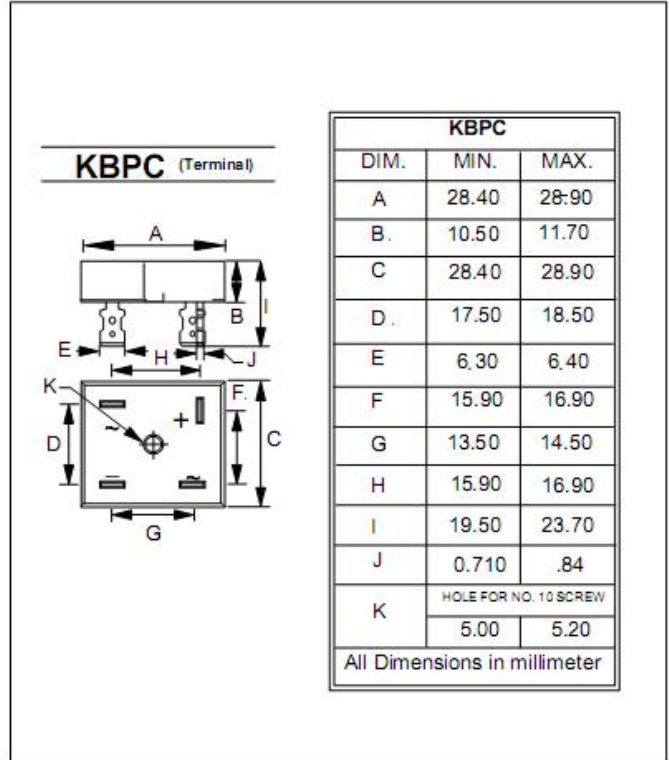 KBPC (Terminal)
A
B
I
E
H
J
K
F.
D
+
~
C
−
~
G
KBPC
DIM. MIN. MAX.
A 28.40 28.90
B. 10.50 11.70
C 28.40 28.90
D. 17.50 18.50
E 6.30 6.40
F 15.90 16.90
G 13.50 14.50
H 15.90 16.90
I 19.50 23.70
J 0.710 .84
K HOLE FOR NO. 10 SCREW
5.00 5.20
All Dimensions in millimeter